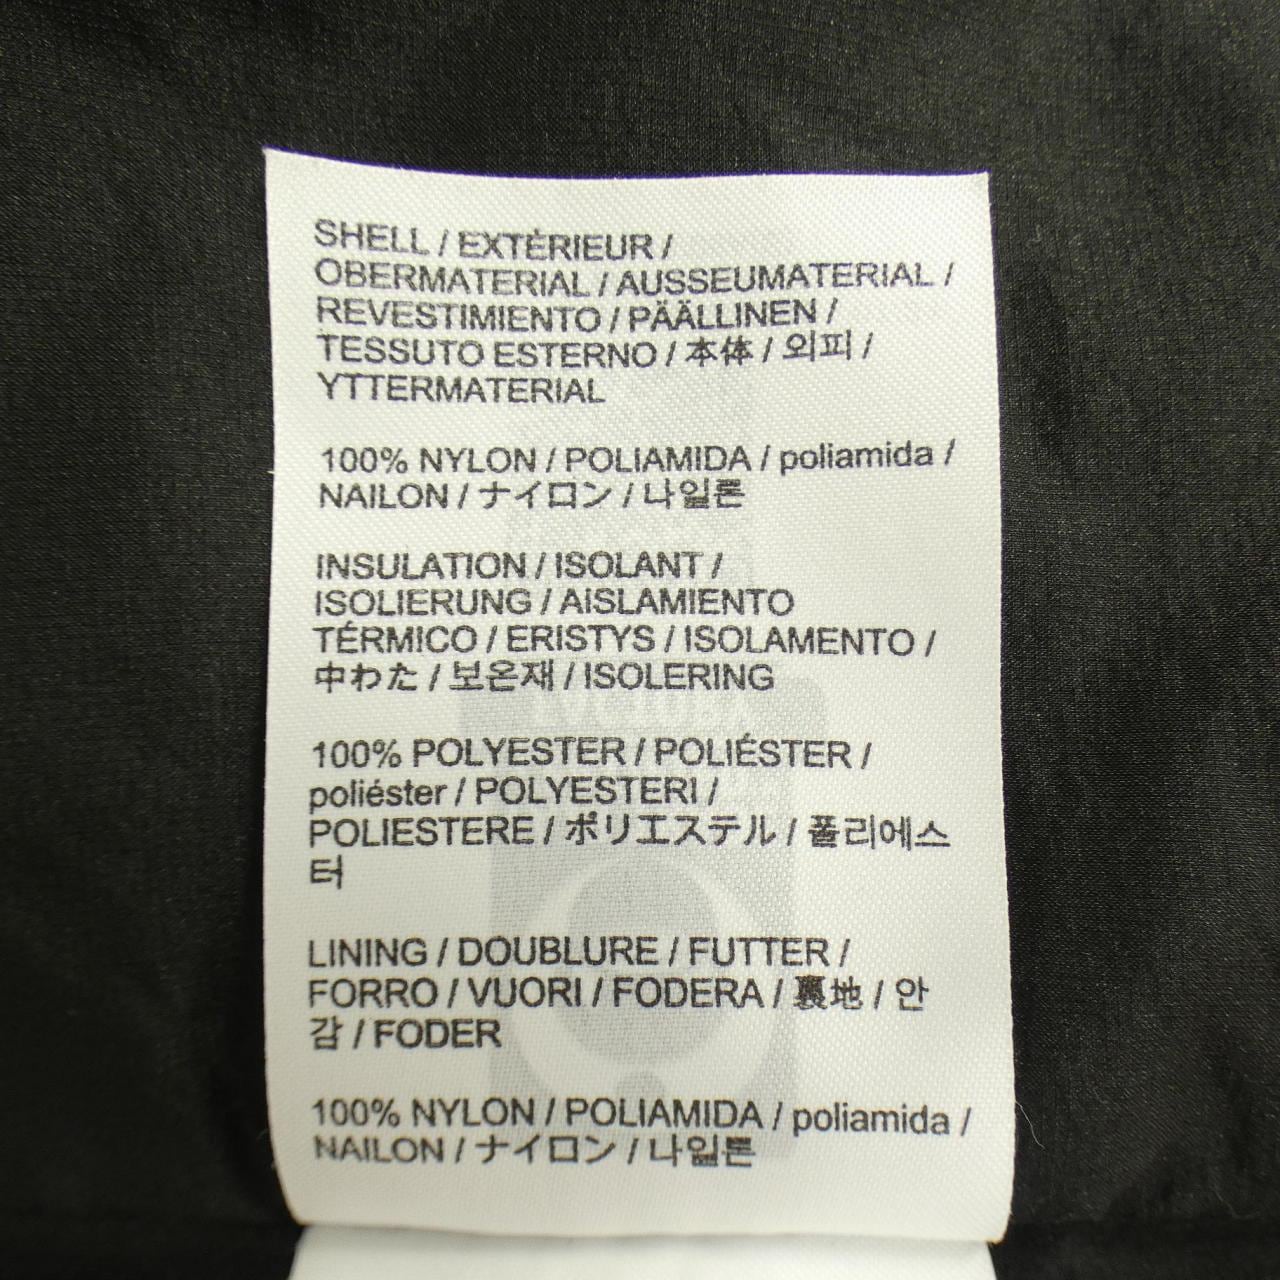 SHELL / EXTÉRIEUR /
OBERMATERIAL / AUSSEUMATERIAL /
REVESTIMIENTO / PÄÄLLINEN /
TESSUTO ESTERNO / 本体 / 외피 /
YTTERMATERIAL
100% NYLON / POLIAMIDA / poliamida /
NAILON / ナイロン / 나일론
INSULATION / ISOLANT /
ISOLIERUNG / AISLAMIENTO
TÉRMICO / ERISTYS / ISOLAMENTO /
中わた / 보온재 / ISOLERING
100% POLYESTER / POLIÉSTER /
poliéster / POLYESTERI /
POLIESTERE / ポリエステル / 폴리에스
터
LINING / DOUBLURE / FUTTER /
FORRO / VUORI / FODERA / 裏地 / 안
감 / FODER
100% NYLON / POLIAMIDA / poliamida /
NAILON / ナイロン / 나일론